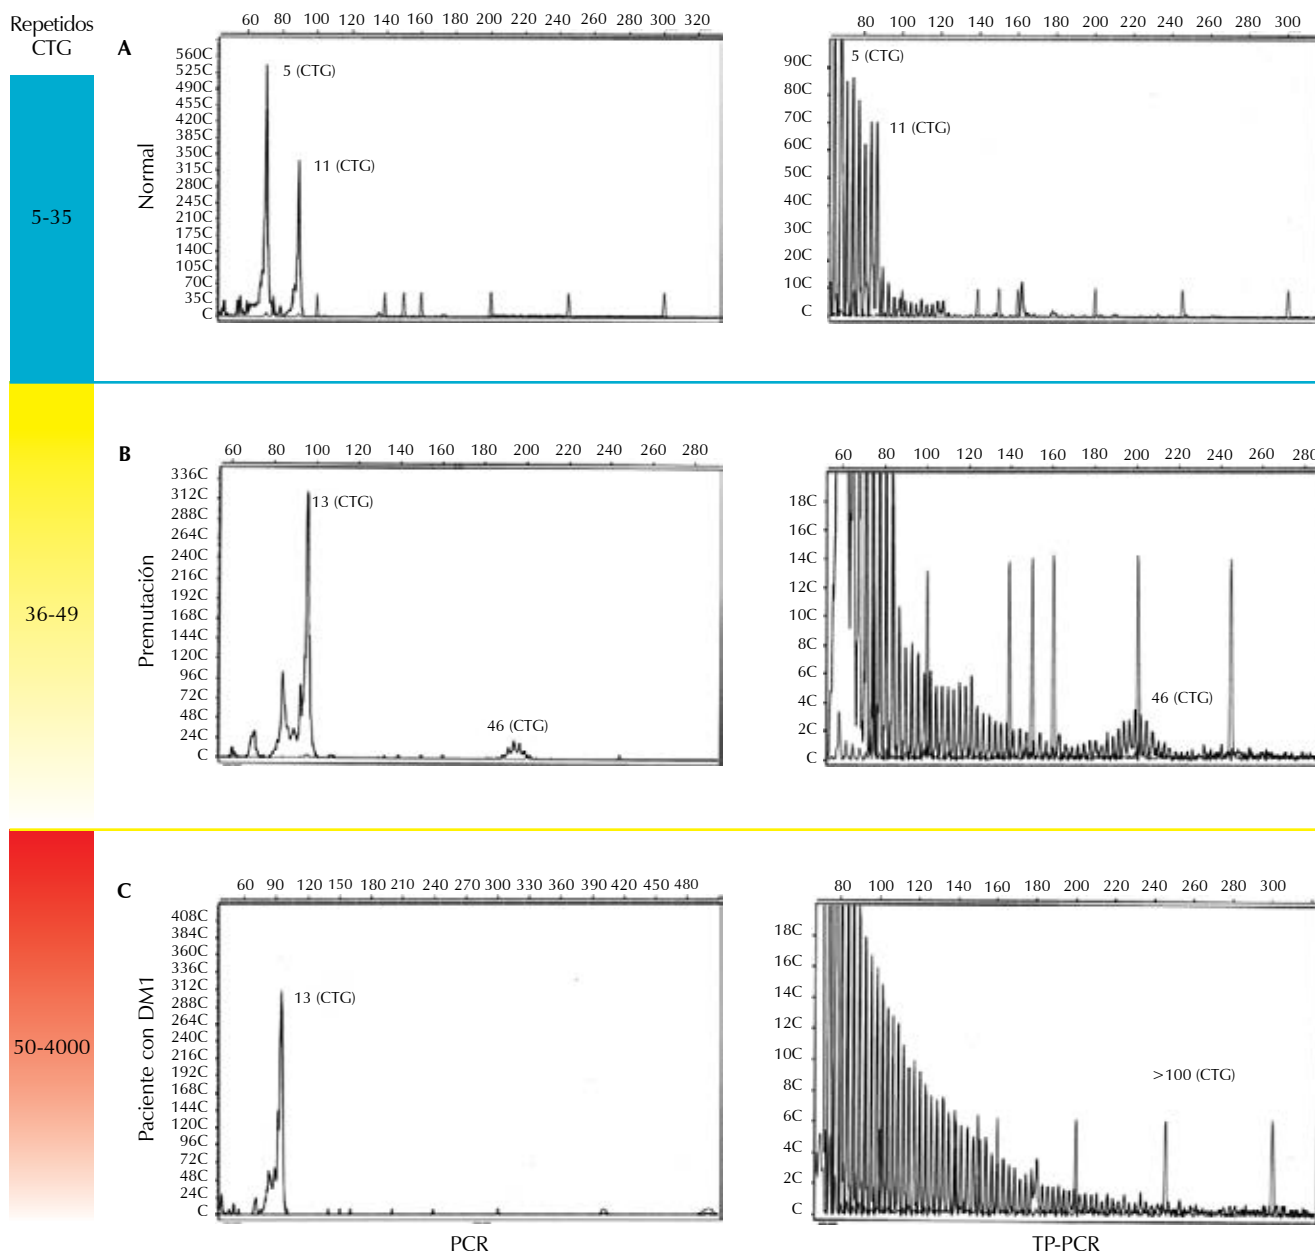 Repetidos
CTG
5-35
36-49
50-4000
A
Normal
60 80 100 120 140 160 180 200 220 240 260 280 300 320
560C
525C
490C
455C
420C
385C
350C
315C
280C
245C
210C
175C
140C
105C
70C
35C
C
5 (CTG)
11 (CTG)
80 100 120 140 160 180 200 220 240 260 280 300
90C
80C
70C
60C
50C
40C
30C
20C
10C
C
5 (CTG)
11 (CTG)
B
Premutación
60 80 100 120 140 160 180 200 220 240 260 280
336C
312C
288C
264C
240C
216C
192C
168C
144C
120C
96C
72C
48C
24C
C
13 (CTG)
46 (CTG)
60 80 100 120 140 160 180 200 220 240 260 280
18C
16C
14C
12C
10C
8C
6C
4C
2C
C
46 (CTG)
C
Paciente con DM1
60 90 120 150 180 210 240 270 300 330 360 390 420 450 480
408C
384C
360C
336C
312C
288C
264C
240C
216C
192C
168C
144C
120C
96C
72C
48C
24C
C
13 (CTG)
80 100 120 140 160 180 200 220 240 260 280 300
18C
16C
14C
12C
10C
8C
6C
4C
2C
C
>100 (CTG)
PCR
TP-PCR